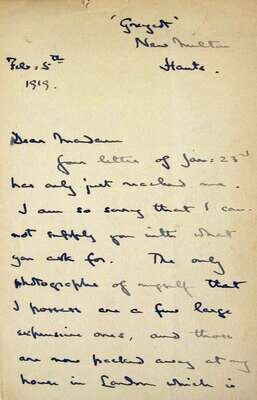 "Greyst"
New Milton
Hants.
Feb. 5th
1919.
Dear Madam
Your letter of Jan: 23rd
has only just reached me.
I am so sorry that I can-
not supply you with what
you ask for. The only
photographs of myself that
I possess are a few large
expensive ones, and those
are now packed away at my
house in London which is